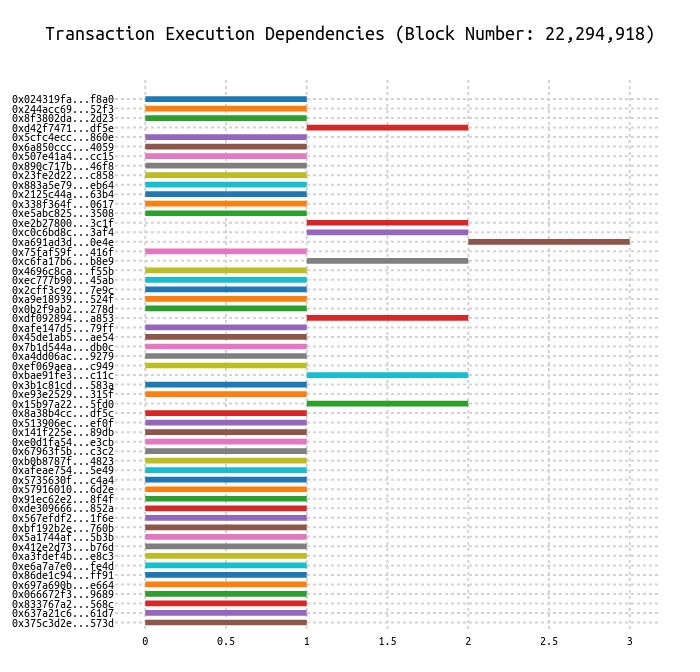 Transaction Execution Dependencies (Block Number: 22,294,918)
0x024319fa...f8a0
0x244acc69...52f3
0x8f3802da...2d23
0xd42f7471...df5e
0x5cfc4ecc...860e
0x6a850ccc...4059
0x507e41a4...cc15
0x890c717b...46f8
0x23fe2d22...c858
0x883a5e79...eb64
0x2125c44a...63b4
0x338f364f...0617
0xe5abc825...3508
0xe2b27800...3c1f
0xc0c6bd8c...3af4
0xa691ad3d...0e4e
0x75faf59f...416f
0xc6fa17b6...b8e9
0x4696c8ca...f55b
0xec777b90...45ab
0x2cff3c92...7e9c
0xa9e18939...524f
0x0b2f9ab2...278d
0xdf092894...a853
0xafe147d5...79ff
0x45de1ab5...ae54
0x7b1d544a...db0c
0xa4dd06ac...9279
0xef069aea...c949
0xbae91fe3...c11c
0x3b1c81cd...583a
0xe93e2529...315f
0x15b97a22...5fd0
0x8a38b4cc...df5c
0x513906ec...ef0f
0x141f225e...89db
0xe0d1fa54...e3cb
0x67963f5b...c3c2
0xb0b8787f...4823
0xafeae754...5e49
0x5735630f...c4a4
0x57916010...6d2e
0x91ec62e2...8f4f
0xde309666...852a
0x567efdf2...1f6e
0xbf192b2e...760b
0x5a1744af...5b3b
0x412e2d73...b76d
0xa3fdef4b...e8c3
0xe6a7a7e0...fe4d
0x86de1c94...ff91
0x697a690b...e664
0x066672f3...9689
0x833767a2...568c
0x637a21c6...61d7
0x375c3d2e...573d
0 0.5 1 1.5 2 2.5 3